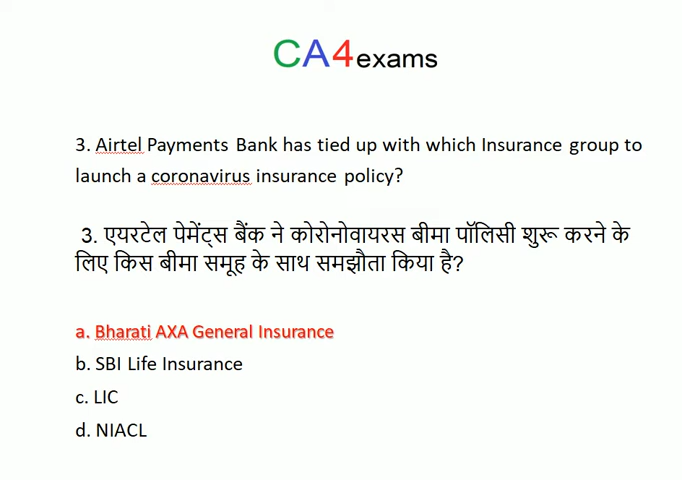 CA4exams
3. Airtel Payments Bank has tied up with which Insurance group to
launch a coronavirus insurance policy?
3. एयरटेल पेमेंट्स बैंक ने कोरोनोवायरस बीमा पॉलिसी शुरू करने के
लिए किस बीमा समूह के साथ समझौता किया है?
a. Bharati AXA General Insurance
b. SBI Life Insurance
c. LIC
d. NIACL